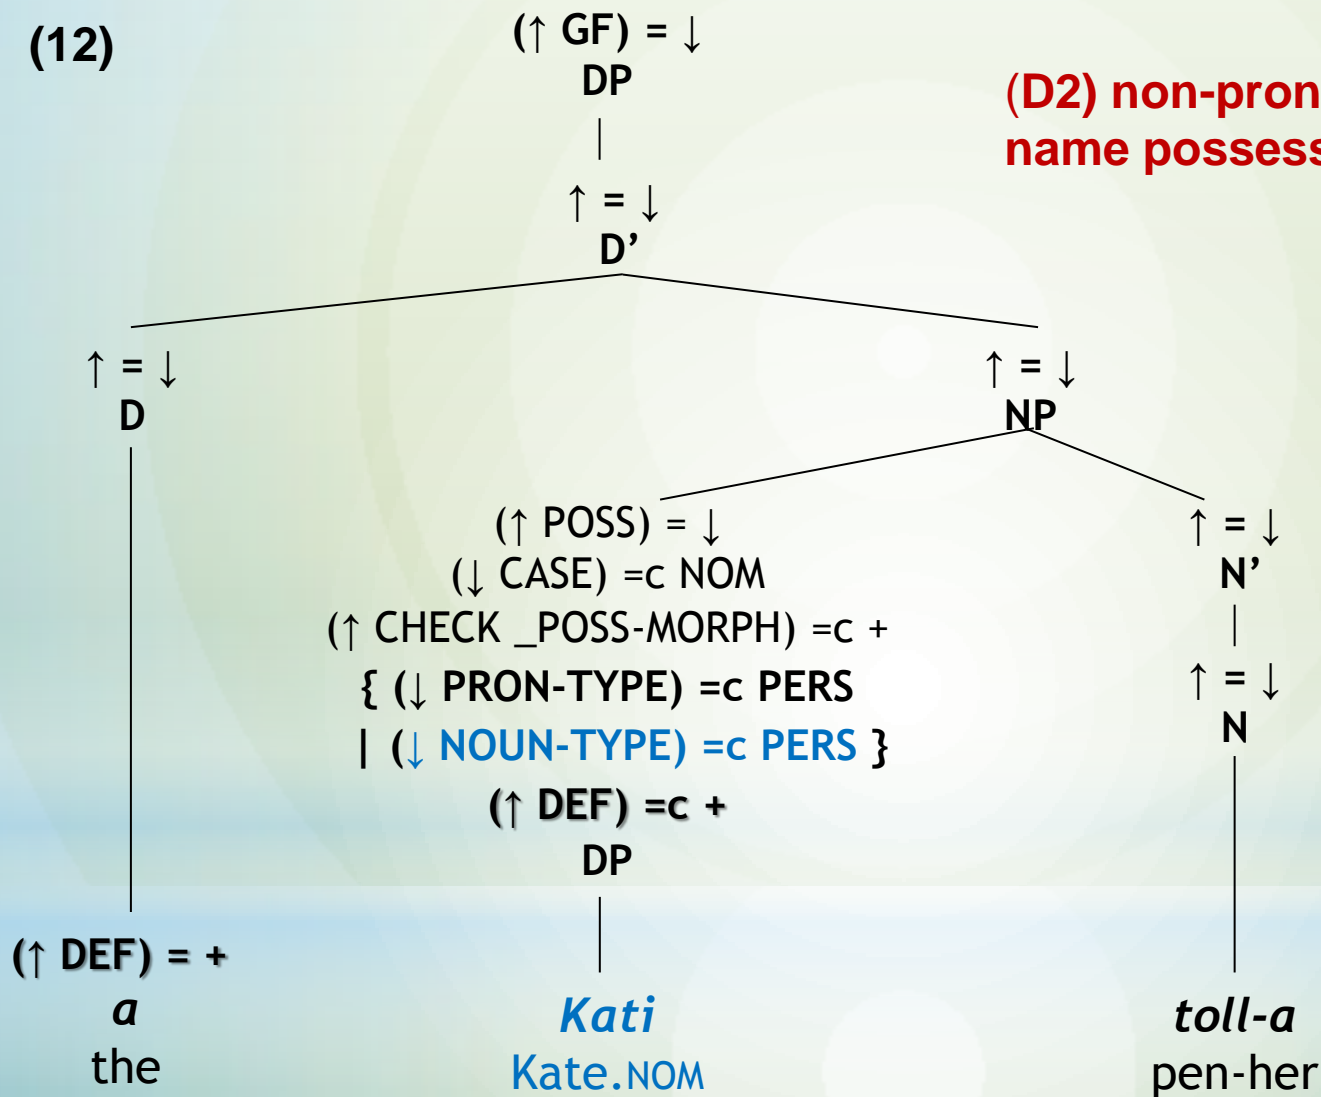 (12)
(↑ GF) = ↓
DP
(D2) non-pron
name possess
↑ = ↓
D’
↑ = ↓
D
↑ = ↓
NP
(↑ POSS) = ↓
(↓ CASE) =c NOM
(↑ CHECK _POSS-MORPH) =c +
{ (↓ PRON-TYPE) =c PERS
| (↓ NOUN-TYPE) =c PERS }
(↑ DEF) =c +
DP
↑ = ↓
N’
↑ = ↓
N
(↑ DEF) = +
a
the
Kati
Kate.NOM
toll-a
pen-her